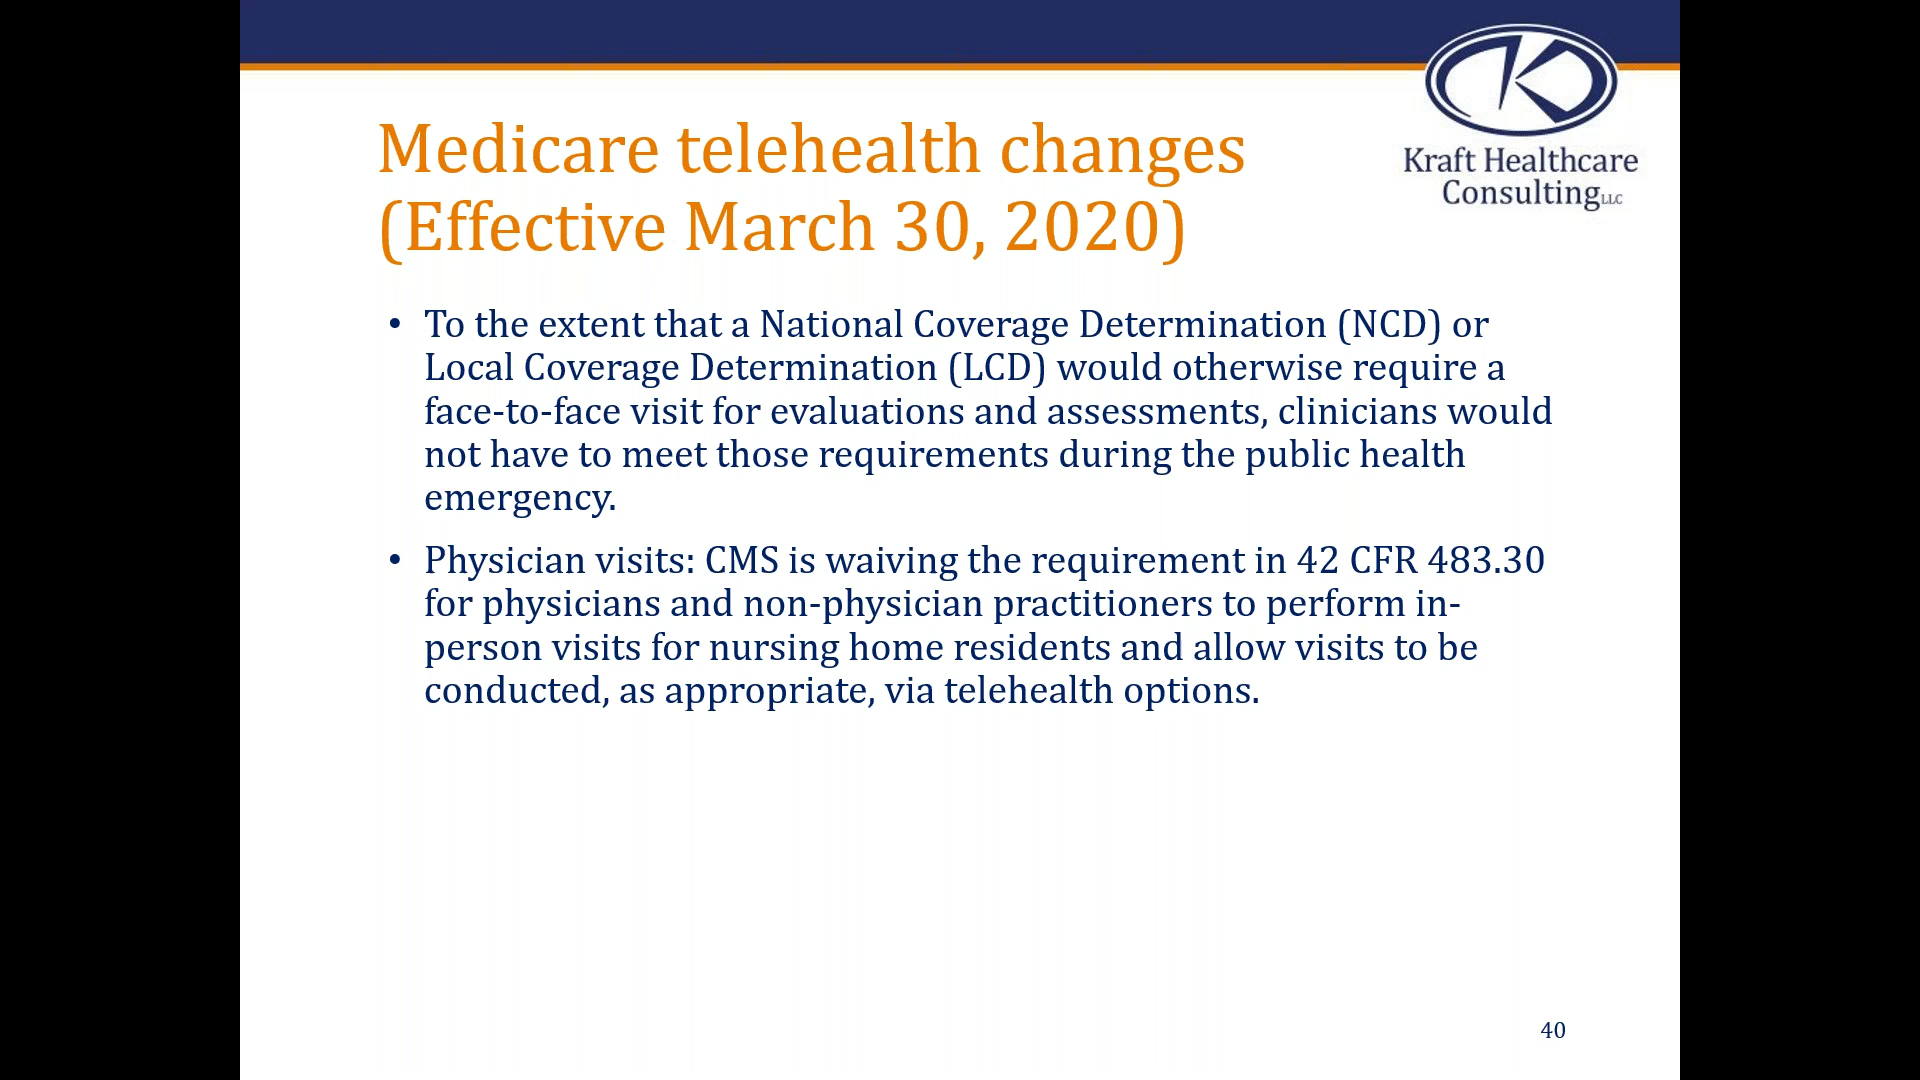 Kraft Healthcare
Consulting LLC
Medicare telehealth changes
(Effective March 30, 2020)
• To the extent that a National Coverage Determination (NCD) or
Local Coverage Determination (LCD) would otherwise require a
face-to-face visit for evaluations and assessments, clinicians would
not have to meet those requirements during the public health
emergency.
• Physician visits: CMS is waiving the requirement in 42 CFR 483.30
for physicians and non-physician practitioners to perform in-
person visits for nursing home residents and allow visits to be
conducted, as appropriate, via telehealth options.
40